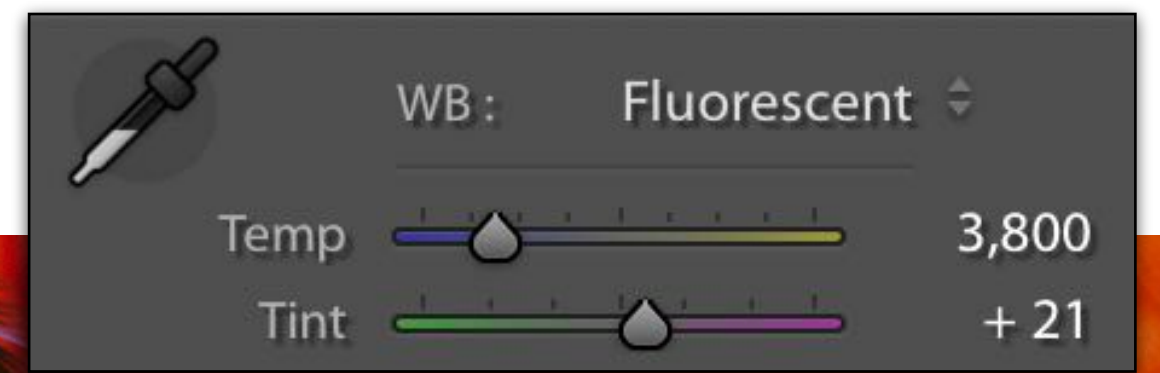 WB : Fluorescent
Temp 3,800
Tint + 21